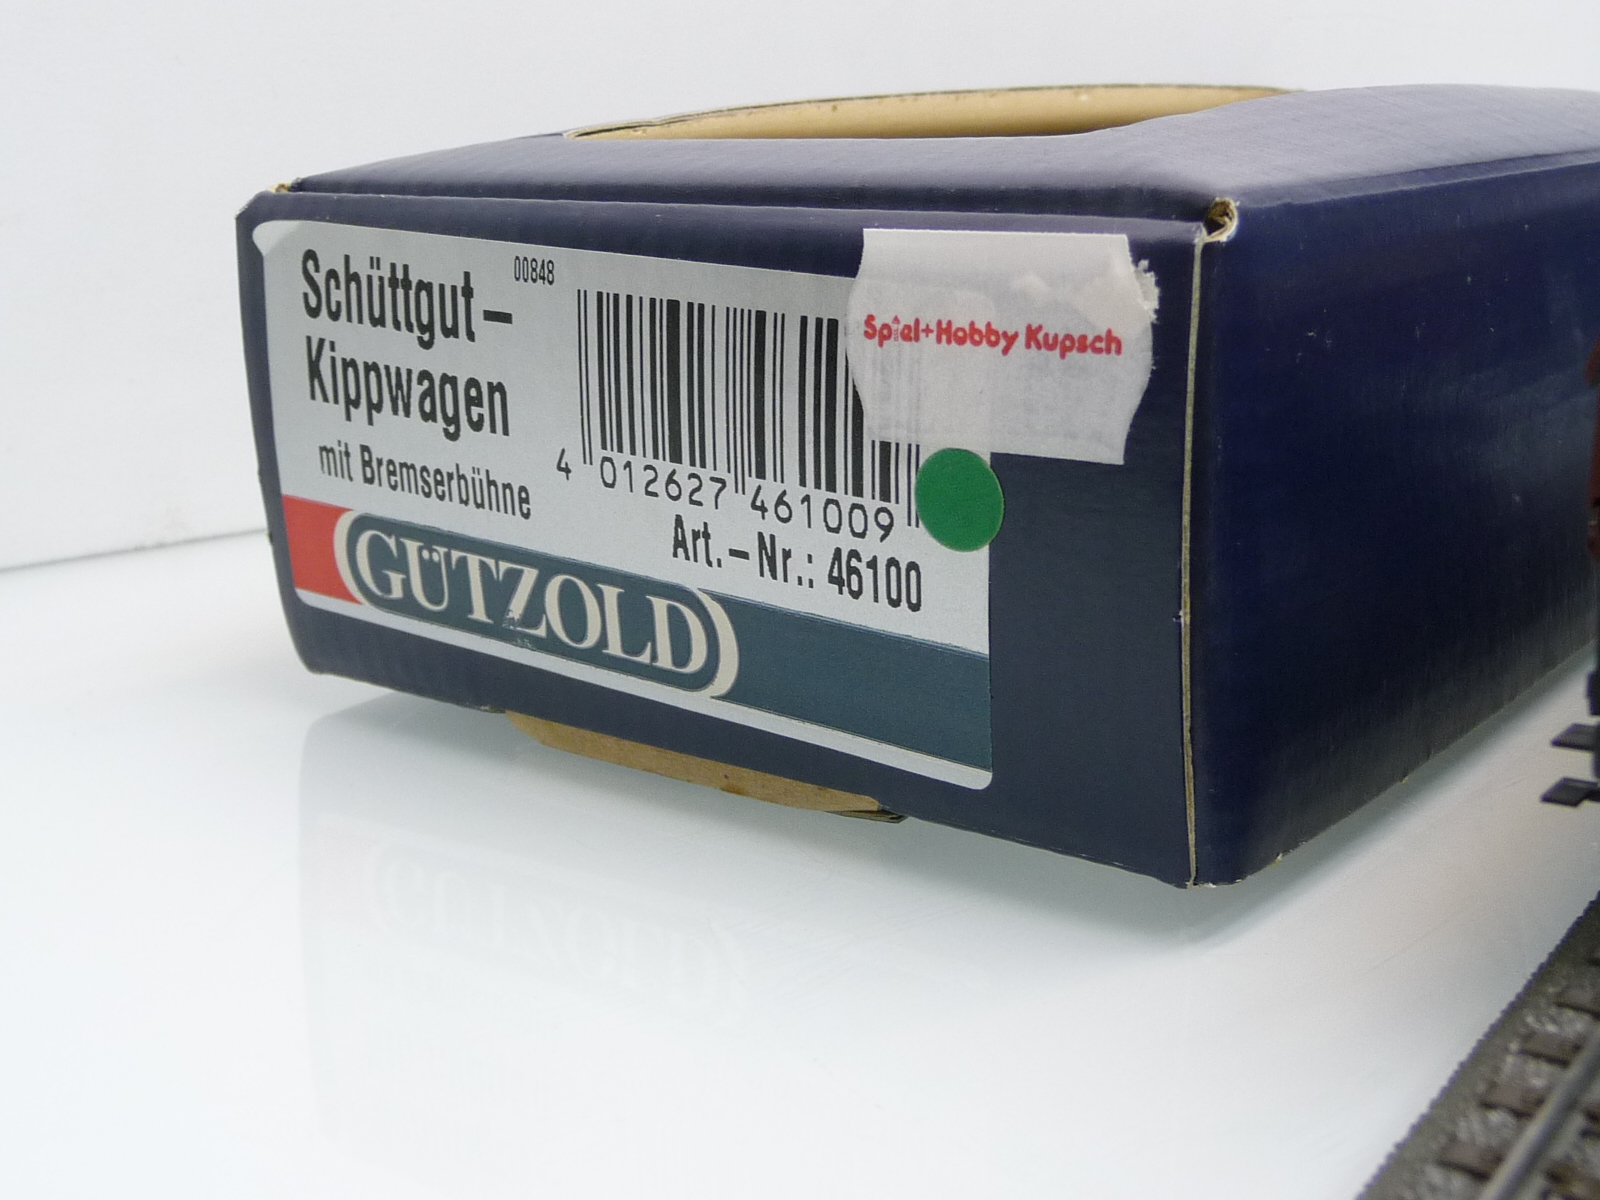 Schüttgut-
00848
Kippwagen
mit Bremserbühne
Spiel+Hobby Kupsch
4 012627 461009
Art.-Nr.: 46100
GÜTZOLD